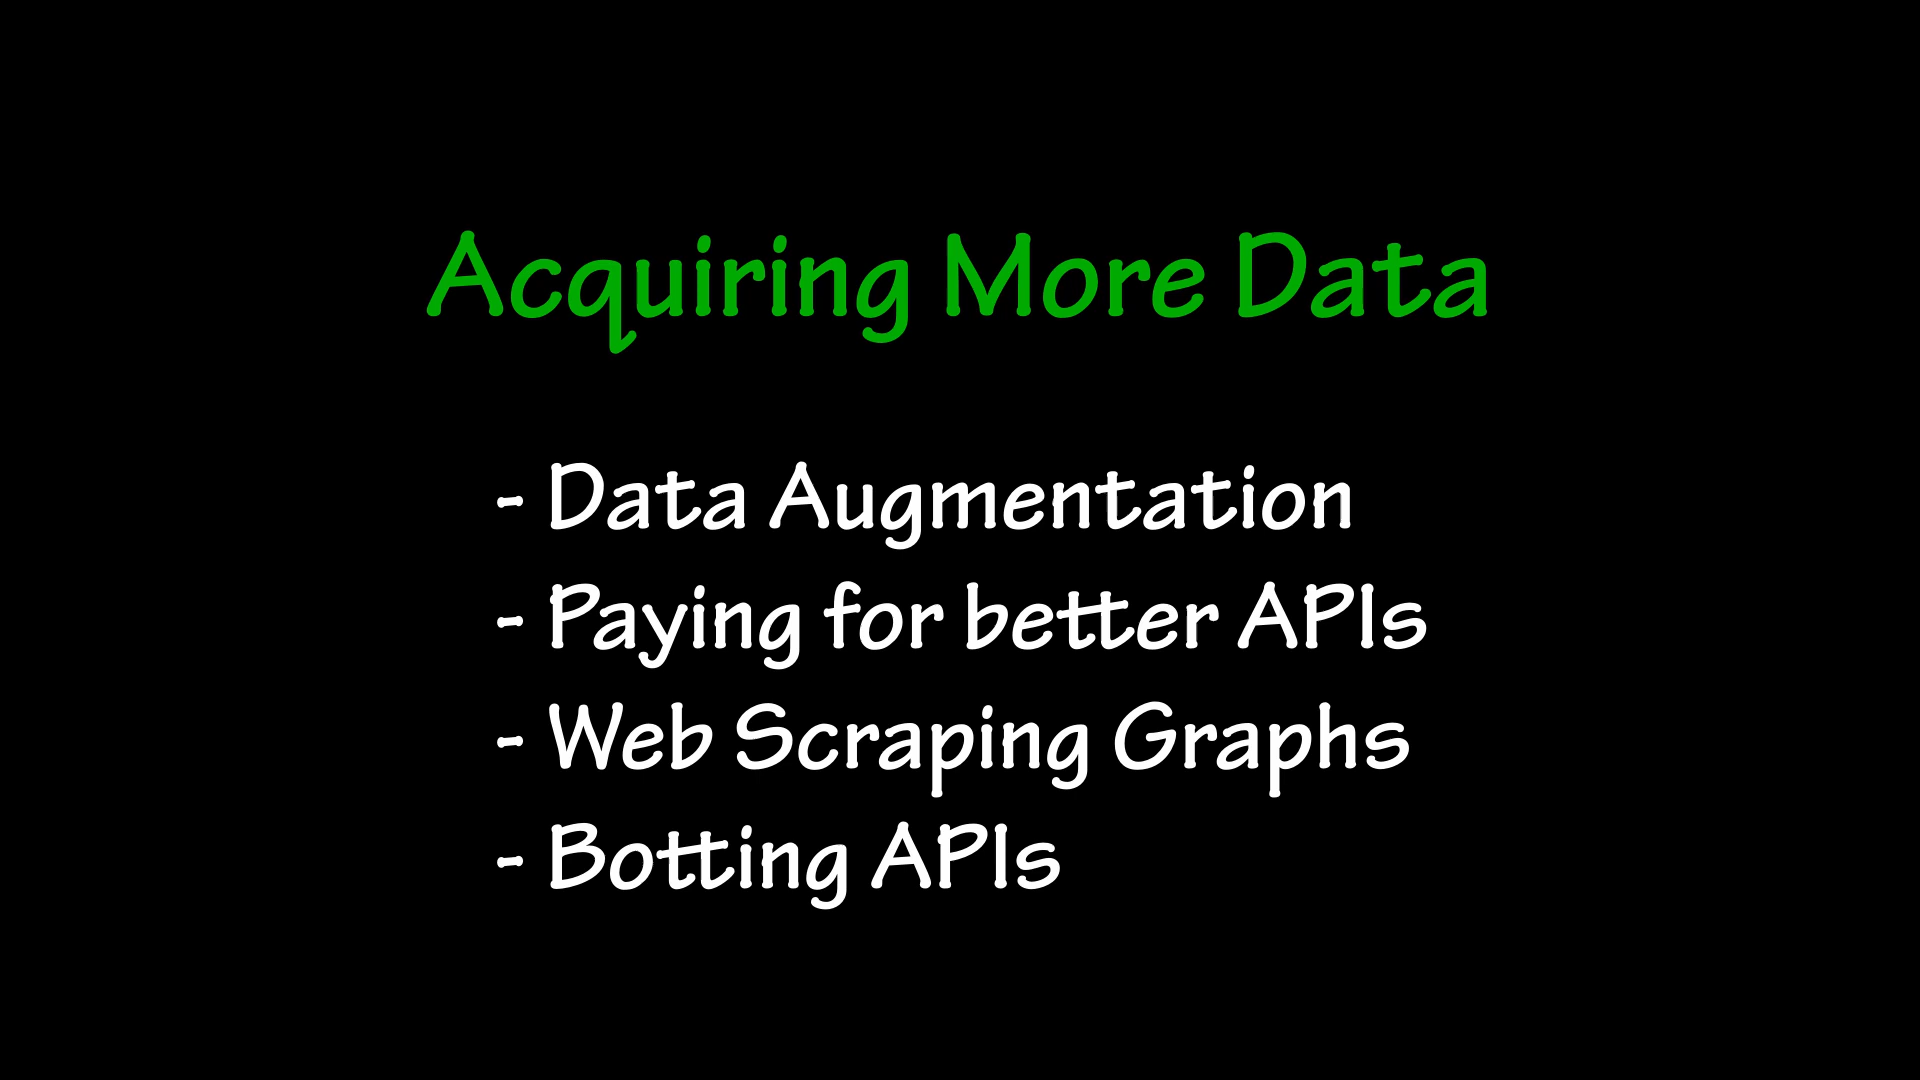 Acquiring More Data
- Data Augmentation
- Paying for better APIs
- Web Scraping Graphs
- Botting APIs